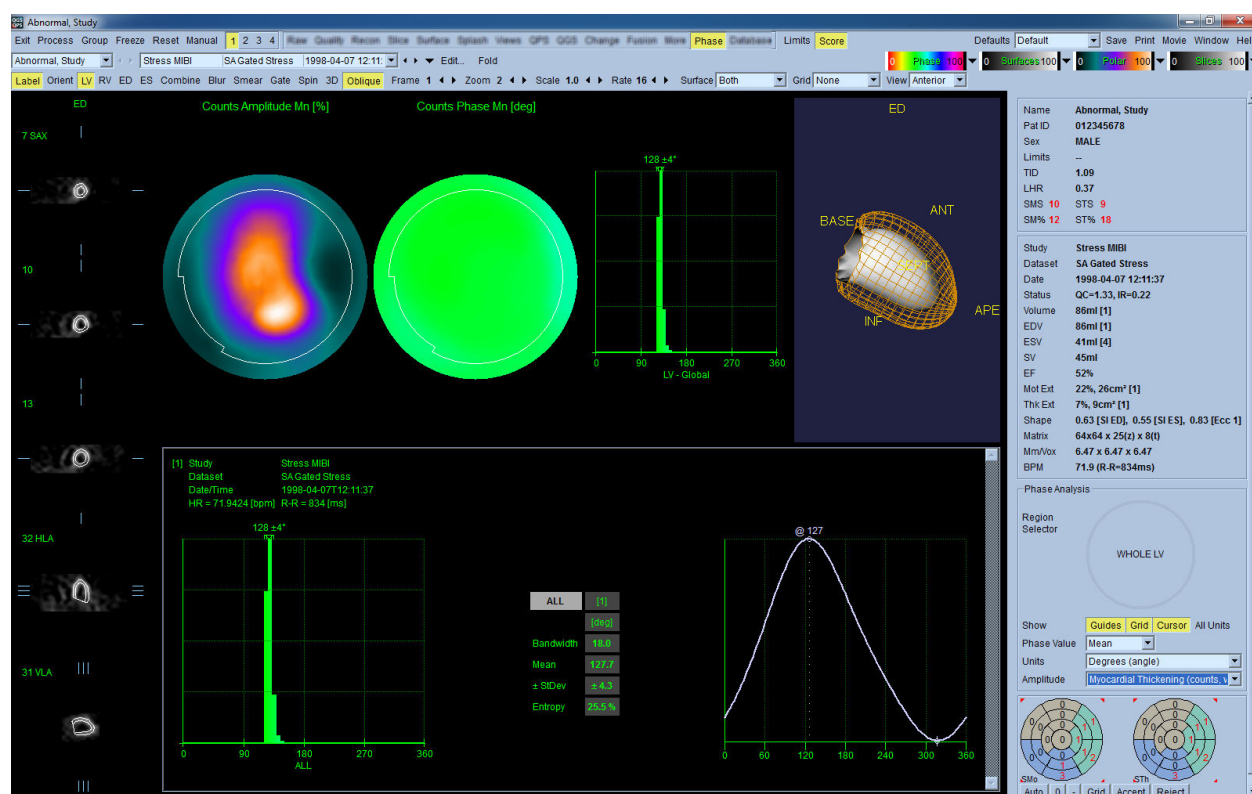 Abnormal, Study
Exit Process Group Freeze Reset Manual 1 2 3 4 Raw Quality Recon Slice Surface Splash Views QPS QGS Change Fusion More Phase Database Limits Score Defaults Default Save Print Movie Window Hel
Abnormal, Study Stress MIBI SA Gated Stress 1998-04-07 12:11: Edit... Fold 0 Phase 100 0 Surfaces 100 0 Polar 100 0 Slices 100
Label Orient LV RV ED ES Combine Blur Smear Gate Spin 3D Oblique Frame 1 Zoom 2 Scale 1.0 Rate 16 Surface Both Grid None View Anterior
ED
7 SAX
10
13
32 HLA
31 VLA
Counts Amplitude Mn [%]
Counts Phase Mn [deg]
128 ±4°
0 90 180 270 360
LV - Global
ED
BASE
ANT
SEPT
INF
APE
[1] Study Stress MIBI
Dataset SA Gated Stress
Date/Time 1998-04-07T12:11:37
HR = 71.9424 [bpm] R-R = 834 [ms]
128 ±4°
0 90 180 270 360
ALL
ALL [1]
[deg]
Bandwidth 18.0
Mean 127.7
± StDev ± 4.3
Entropy 25.5 %
@ 127
0 60 120 180 240 300 360
Name Abnormal, Study
Pat ID 012345678
Sex MALE
Limits --
TID 1.09
LHR 0.37
SMS 10 STS 9
SM% 12 ST% 18
Study Stress MIBI
Dataset SA Gated Stress
Date 1998-04-07 12:11:37
Status QC=1.33, IR=0.22
Volume 86ml [1]
EDV 86ml [1]
ESV 41ml [4]
SV 45ml
EF 52%
Mot Ext 22%, 26cm² [1]
Thk Ext 7%, 9cm² [1]
Shape 0.63 [SI ED], 0.55 [SI ES], 0.83 [Ecc 1]
Matrix 64x64 x 25(z) x 8(t)
Mm/Vox 6.47 x 6.47 x 6.47
BPM 71.9 (R-R=834ms)
Phase Analysis
Region
Selector
WHOLE LV
Show Guides Grid Cursor All Units
Phase Value Mean
Units Degrees (angle)
Amplitude Myocardial Thickening (counts, v
SMo STh
Auto 0 - Grid Accept Reject